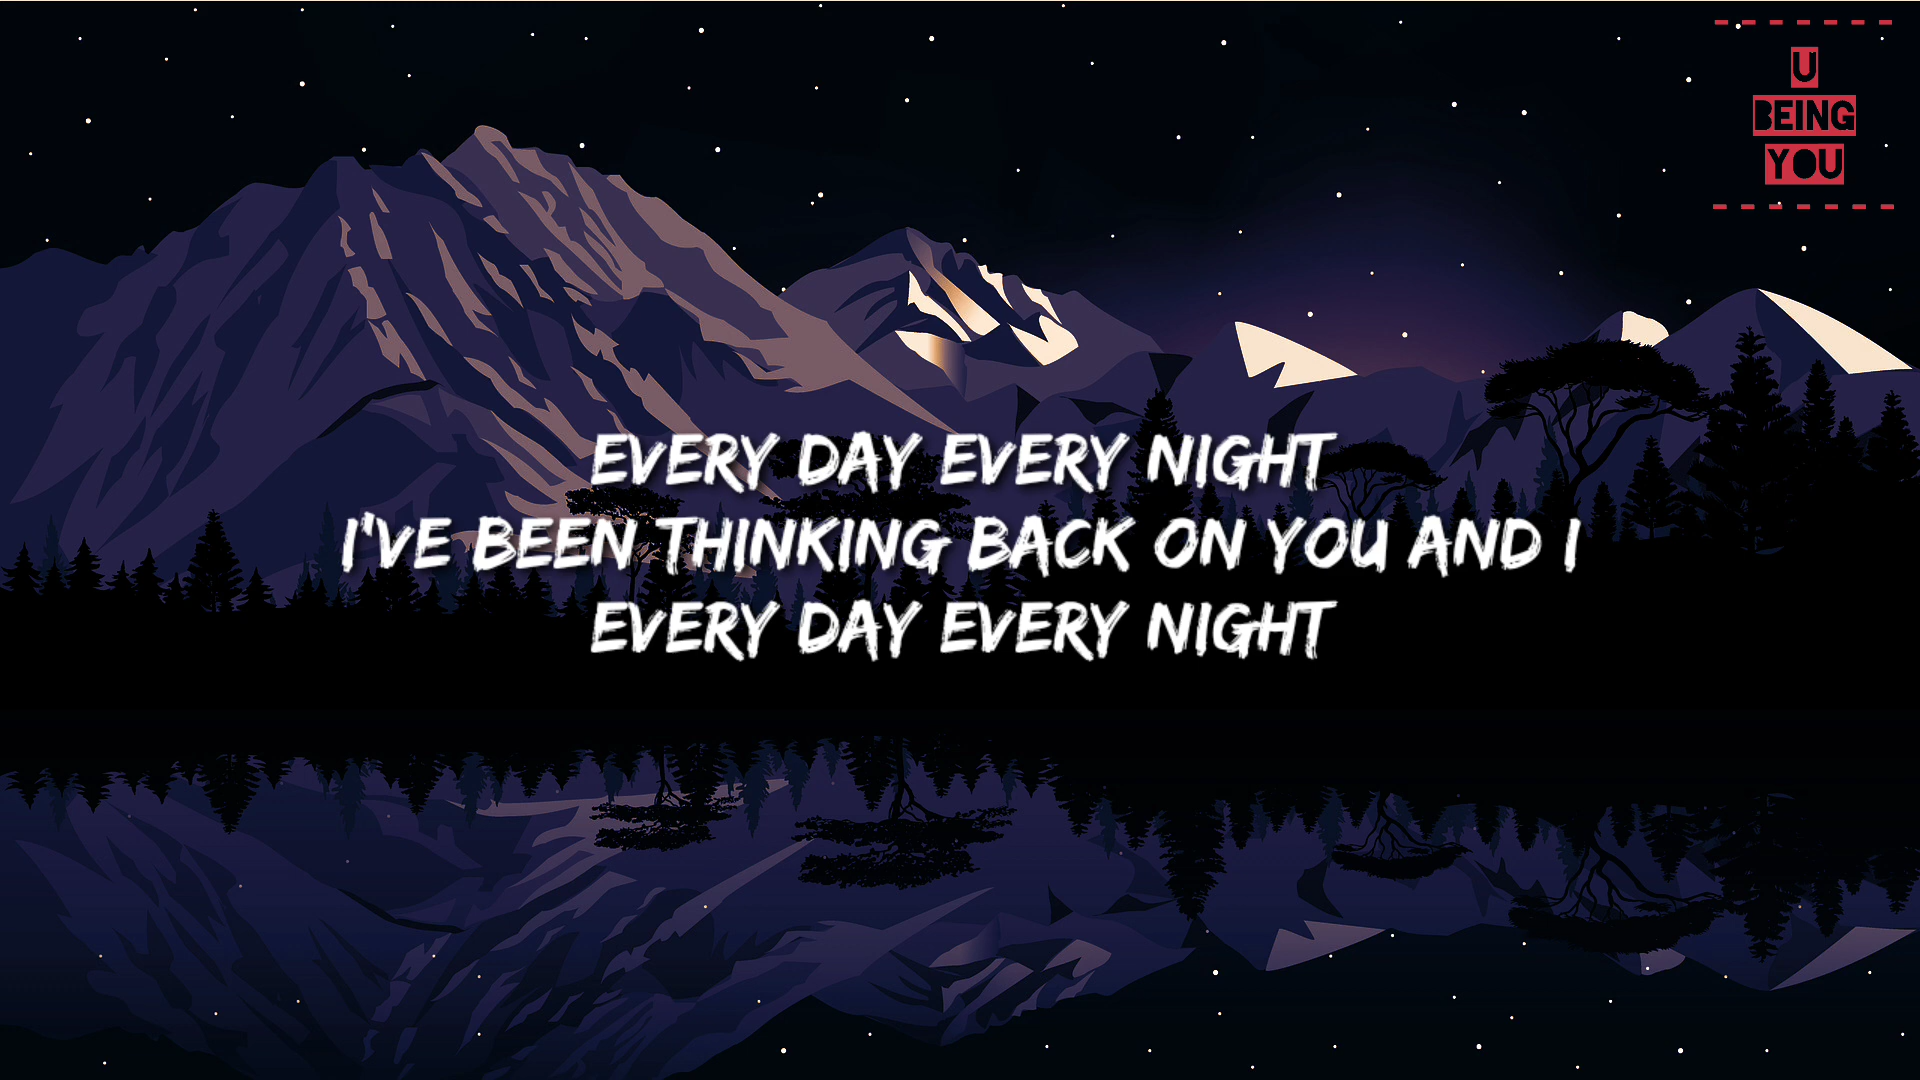 U
BEING
YOU
EVERY DAY EVERY NIGHT
I'VE BEEN THINKING BACK ON YOU AND I
EVERY DAY EVERY NIGHT